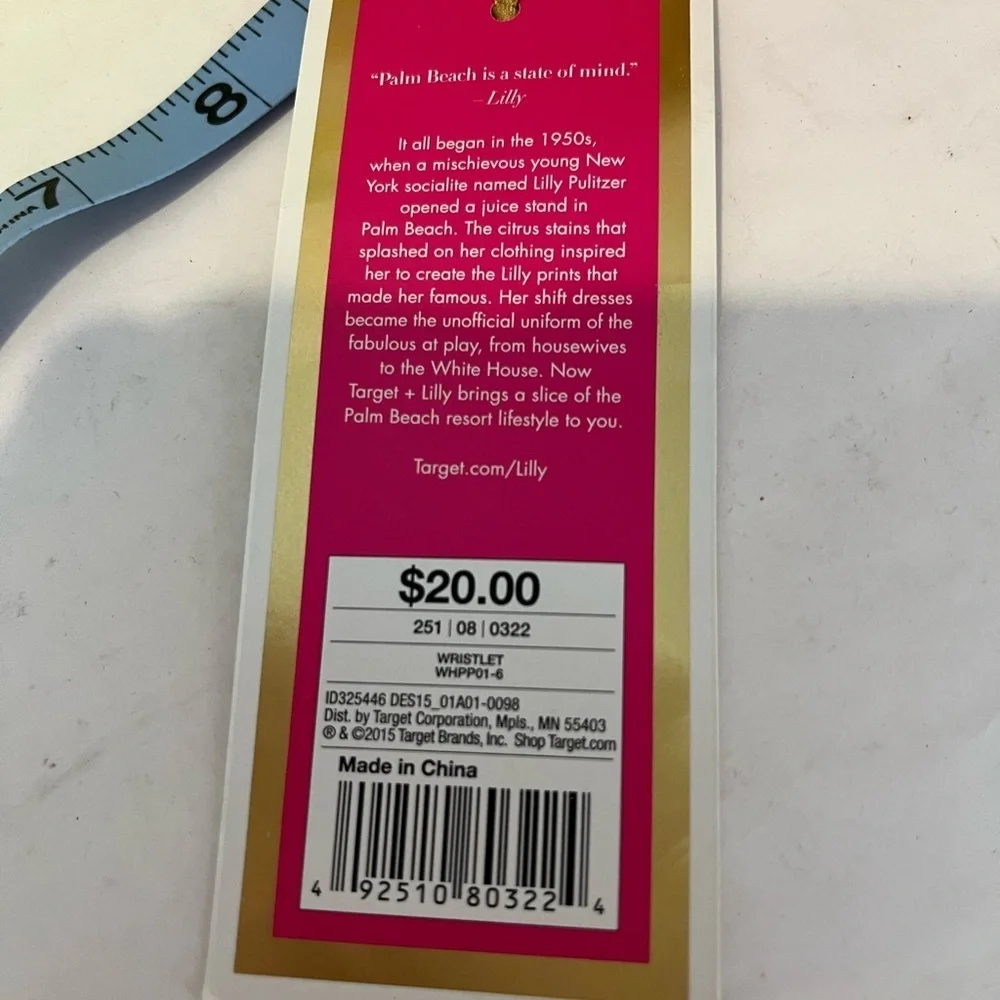 8
7
CHINA
“Palm Beach is a state of mind.”
– Lilly
It all began in the 1950s,
when a mischievous young New
York socialite named Lilly Pulitzer
opened a juice stand in
Palm Beach. The citrus stains that
splashed on her clothing inspired
her to create the Lilly prints that
made her famous. Her shift dresses
became the unofficial uniform of the
fabulous at play, from housewives
to the White House. Now
Target + Lilly brings a slice of the
Palm Beach resort lifestyle to you.
Target.com/Lilly
$20.00
251 | 08 | 0322
WRISTLET
WHPP01-6
ID325446 DES15_01A01-0098
Dist. by Target Corporation, Mpls., MN 55403
® & ©2015 Target Brands, Inc. Shop Target.com
Made in China
4 92510 80322 4